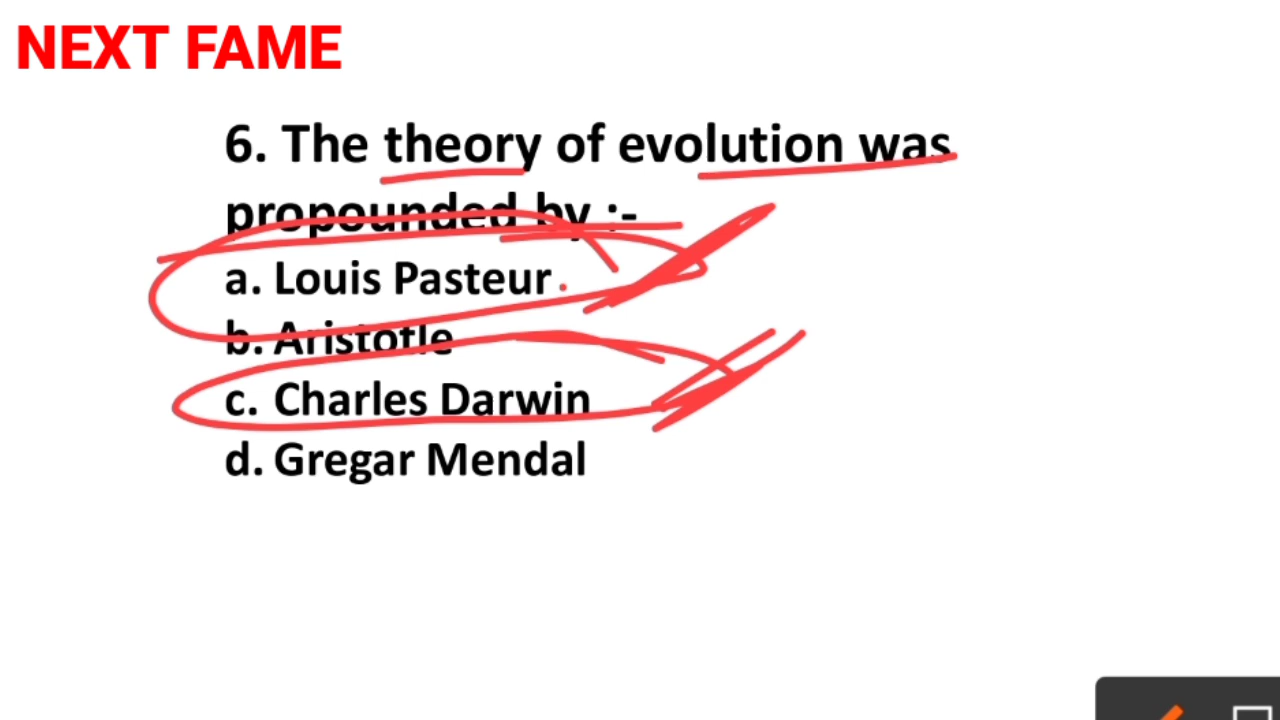 NEXT FAME
6. The theory of evolution was
propounded by :-
a. Louis Pasteur
b. Aristotle
c. Charles Darwin
d. Gregar Mendal